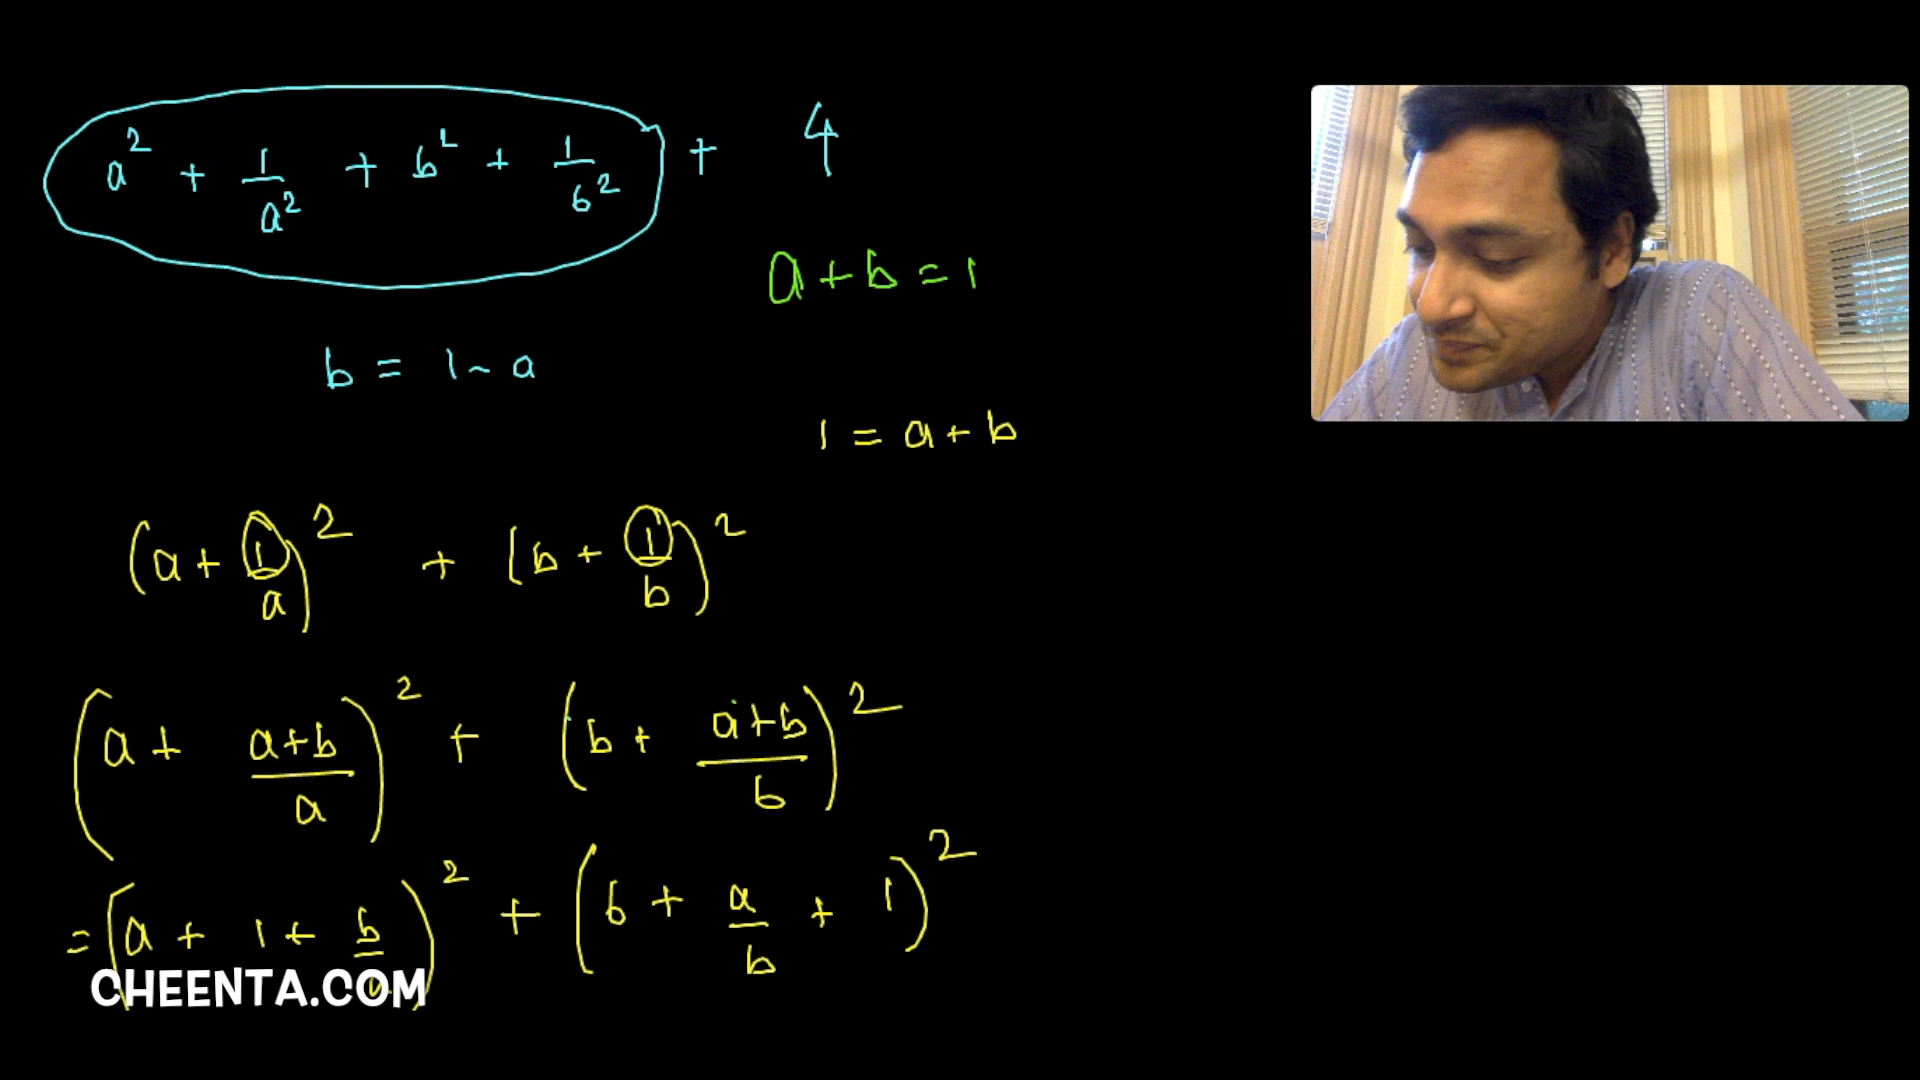 a² + 1/a² + b² + 1/b² + 4
a + b = 1
b = 1 - a
1 = a + b
(a + 1/a)² + (b + 1/b)²
(a + (a+b)/a)² + (b + (a+b)/b)²
= (a + 1 + b/a)² + (b + a/b + 1)²
CHEENTA.COM